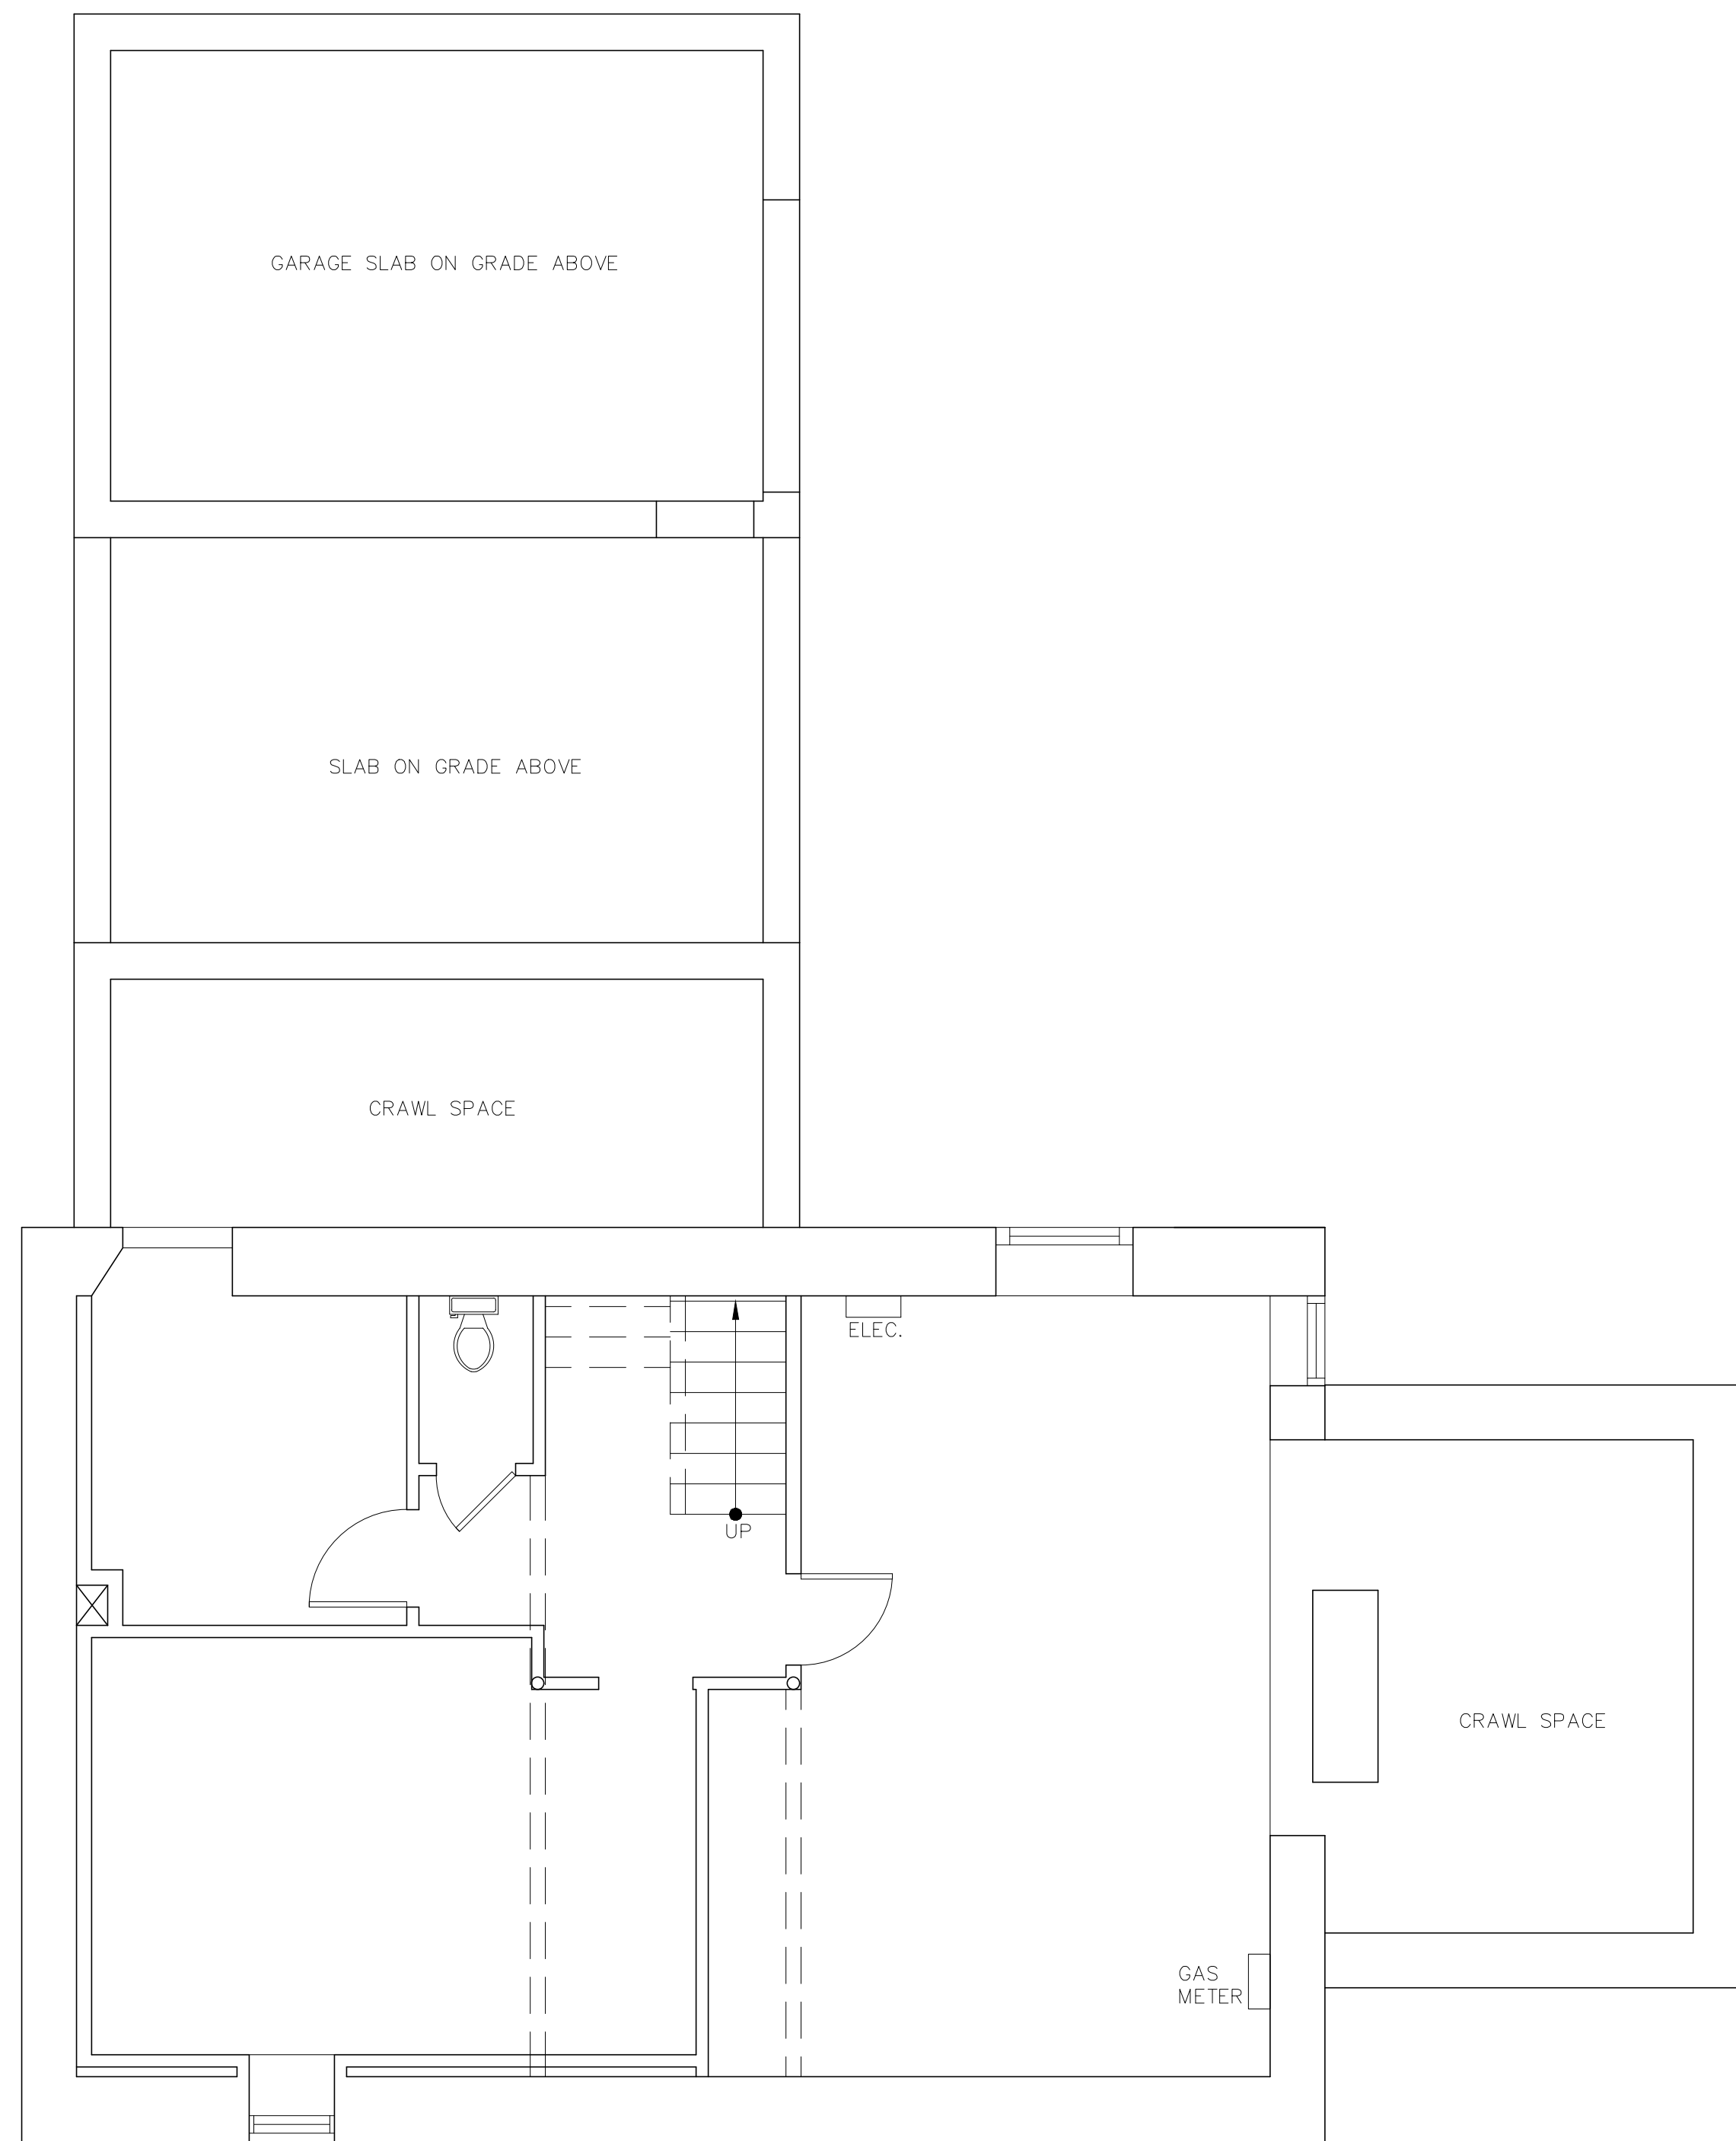 GARAGE SLAB ON GRADE ABOVE
SLAB ON GRADE ABOVE
CRAWL SPACE
ELEC.
UP
CRAWL SPACE
GAS
METER